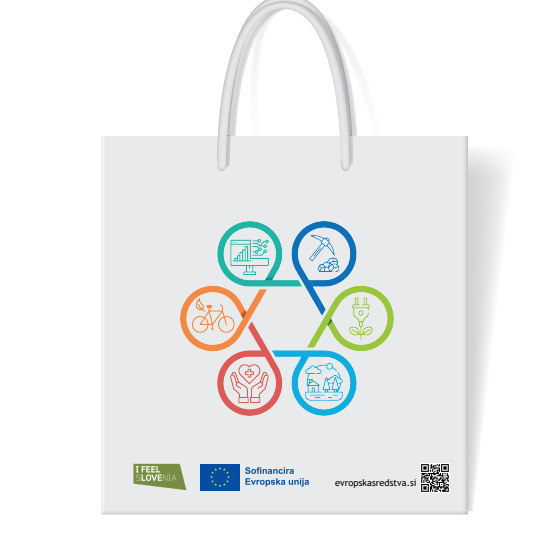 I FEEL
SLOVENIA
Sofinancira
Evropska unija
evropskasredstva.si